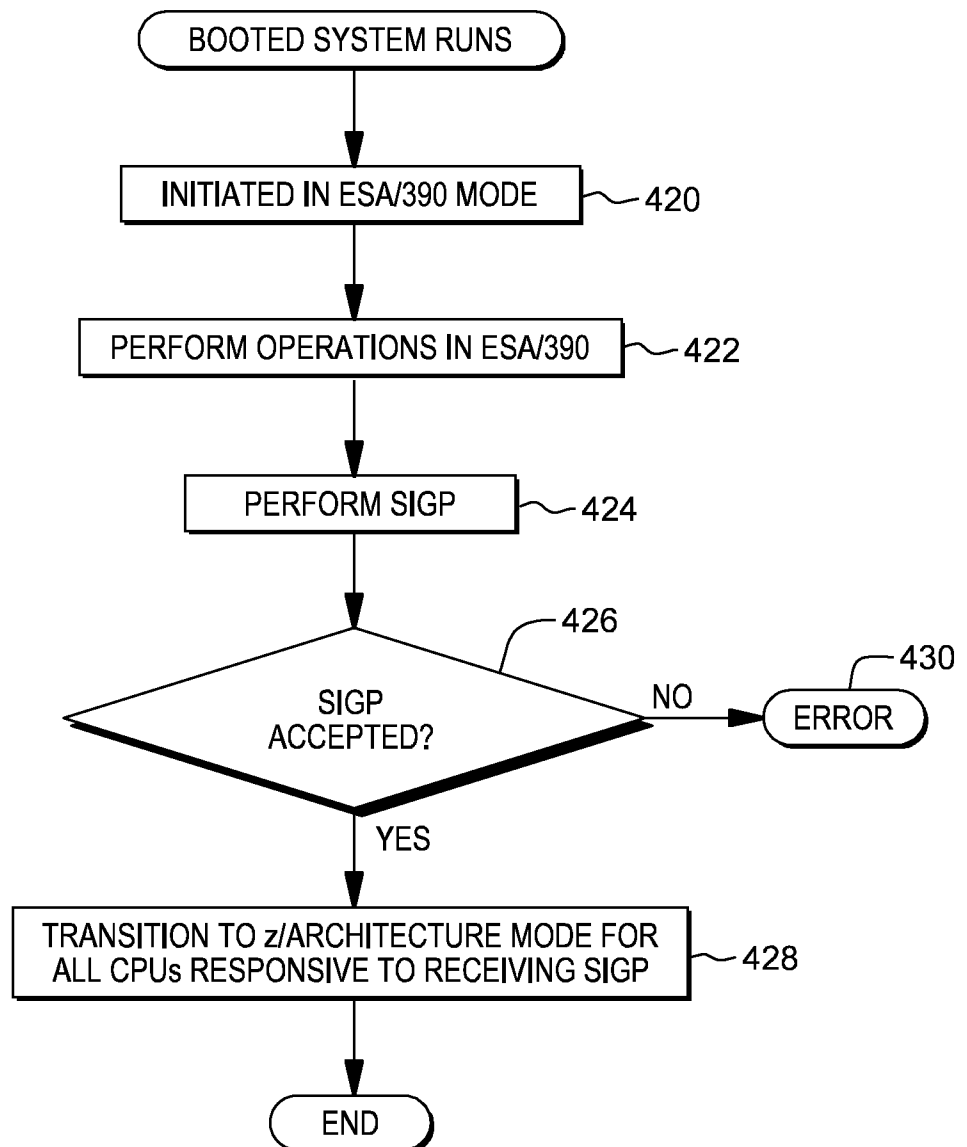 BOOTED SYSTEM RUNS
INITIATED IN ESA/390 MODE
420
PERFORM OPERATIONS IN ESA/390
422
PERFORM SIGP
424
426
SIGP
ACCEPTED?
NO
430
ERROR
YES
TRANSITION TO z/ARCHITECTURE MODE FOR
ALL CPUs RESPONSIVE TO RECEIVING SIGP
428
END